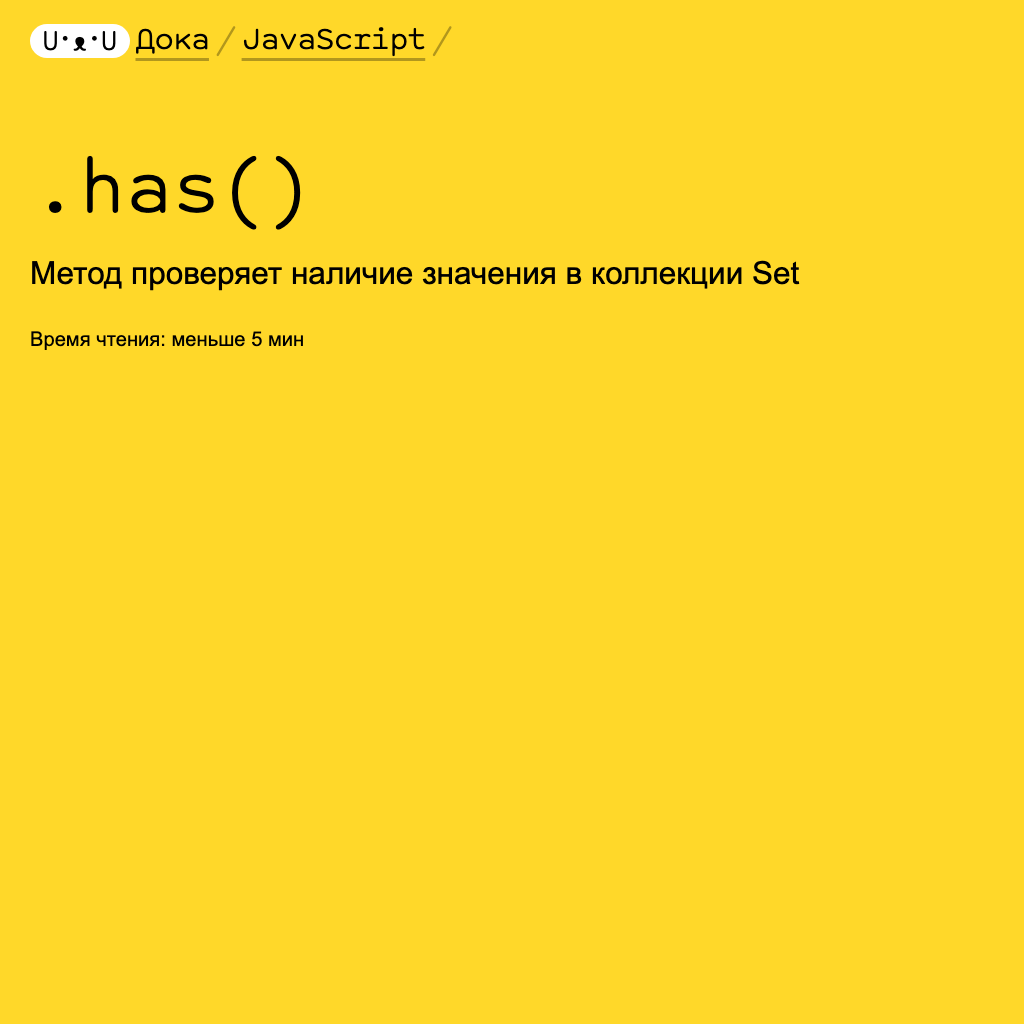 U·ᴥ·U Дока / JavaScript /
.has()
Метод проверяет наличие значения в коллекции Set
Время чтения: меньше 5 мин